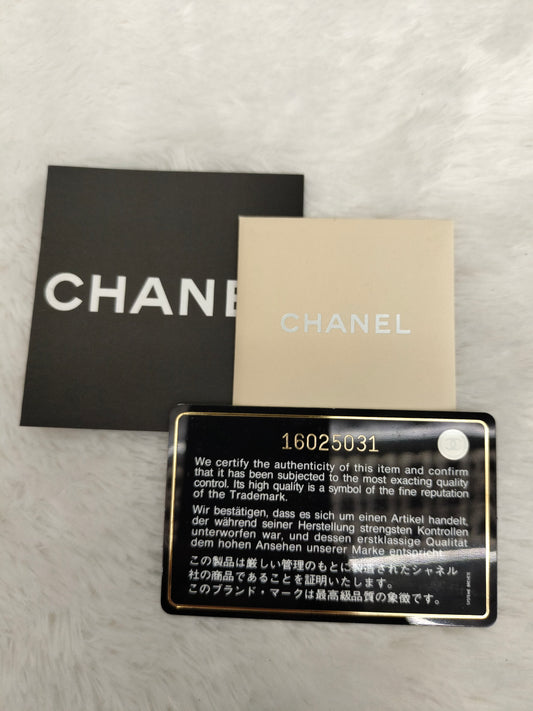 CHANE
CHANEL
16025031
We certify the authenticity of this item and confirm
that it has been subjected to the most exacting quality
control. Its high quality is a symbol of the fine reputation
of the Trademark.
Wir bestätigen, dass es sich um einen Artikel handelt,
der während seiner Herstellung strengsten Kontrollen
unterworfen war, und dessen erstklassige Qualität
dem hohen Ansehen unserer Marke entspricht.
この製品は厳しい管理のもとに製造されたシャネル
社の商品であることを証明いたします。
このブランド・マークは最高級品質の象徴です。